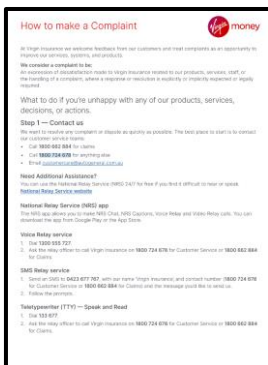 How to make a Complaint
Virgin money
At Virgin Insurance we welcome feedback from our customers and treat complaints as an opportunity to
improve our services, systems, and products.
We consider a complaint to be:
An expression of dissatisfaction made to Virgin Insurance related to our products, services, staff, or
the handling of a complaint, where a response or resolution is explicitly or implicitly expected or legally
required.
What to do if you're unhappy with any of our products, services,
decisions, or actions.
Step 1 — Contact us
We want to resolve any complaint or dispute as quickly as possible. The best place to start is to contact
our customer service teams:
• Call 1800 662 884 for claims
• Call 1800 724 678 for anything else
• Email
Need Additional Assistance?
You can use the National Relay Service (NRS) 24/7 for free if you find it difficult to hear or speak.
National Relay Service website
National Relay Service (NRS) app
The NRS app allows you to make NRS Chat, NRS Captions, Voice Relay and Video Relay calls. You can
download the app from Google Play or the App Store.
Voice Relay service
1. Dial 1300 555 727.
2. Ask the relay officer to call Virgin Insurance on 1800 724 678 for Customer Service or 1800 662 884
for Claims.
SMS Relay service
1. Send an SMS to 0423 677 767, with our name 'Virgin Insurance', and contact number (1800 724 678
for Customer Service or 1800 662 884 for Claims) and the message you'd like to send us.
2. Follow the prompts.
Teletypewriter (TTY) — Speak and Read
1. Dial 133 677.
2. Ask the relay officer to call Virgin Insurance on 1800 724 678 for Customer Service or 1800 662 884
for Claims.